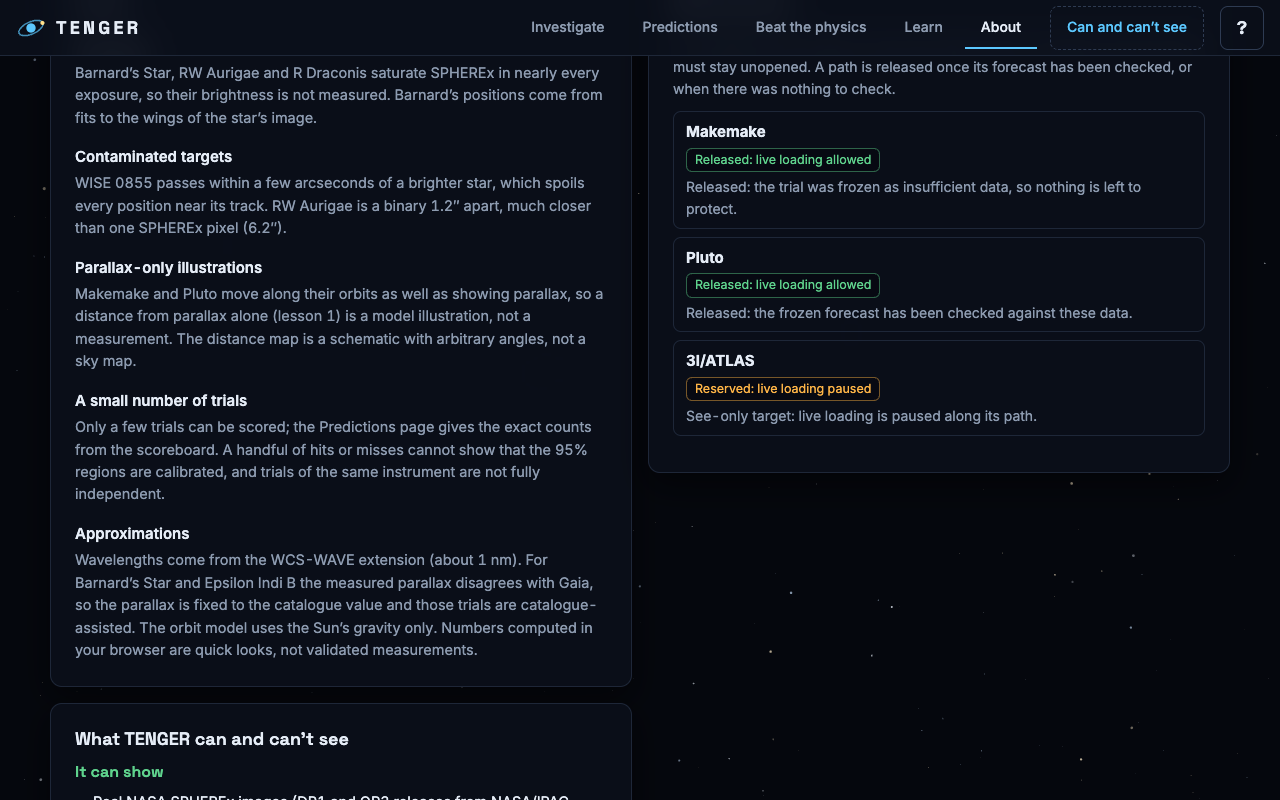 TENGER
Investigate
Predictions
Beat the physics
Learn
About
Can and can't see
?
Barnard's Star, RW Aurigae and R Draconis saturate SPHEREx in nearly every
exposure, so their brightness is not measured. Barnard's positions come from
fits to the wings of the star's image.
Contaminated targets
WISE 0855 passes within a few arcseconds of a brighter star, which spoils
every position near its track. RW Aurigae is a binary 1.2″ apart, much closer
than one SPHEREx pixel (6.2″).
Parallax-only illustrations
Makemake and Pluto move along their orbits as well as showing parallax, so a
distance from parallax alone (lesson 1) is a model illustration, not a
measurement. The distance map is a schematic with arbitrary angles, not a
sky map.
A small number of trials
Only a few trials can be scored; the Predictions page gives the exact counts
from the scoreboard. A handful of hits or misses cannot show that the 95%
regions are calibrated, and trials of the same instrument are not fully
independent.
Approximations
Wavelengths come from the WCS-WAVE extension (about 1 nm). For
Barnard's Star and Epsilon Indi B the measured parallax disagrees with Gaia,
so the parallax is fixed to the catalogue value and those trials are catalogue-
assisted. The orbit model uses the Sun's gravity only. Numbers computed in
your browser are quick looks, not validated measurements.
What TENGER can and can't see
It can show
Real NASA SPHEREx images (DR1 and QR2 releases from NASA/IPAC
must stay unopened. A path is released once its forecast has been checked, or
when there was nothing to check.
Makemake
Released: live loading allowed
Released: the trial was frozen as insufficient data, so nothing is left to
protect.
Pluto
Released: live loading allowed
Released: the frozen forecast has been checked against these data.
3I/ATLAS
Reserved: live loading paused
See-only target: live loading is paused along its path.